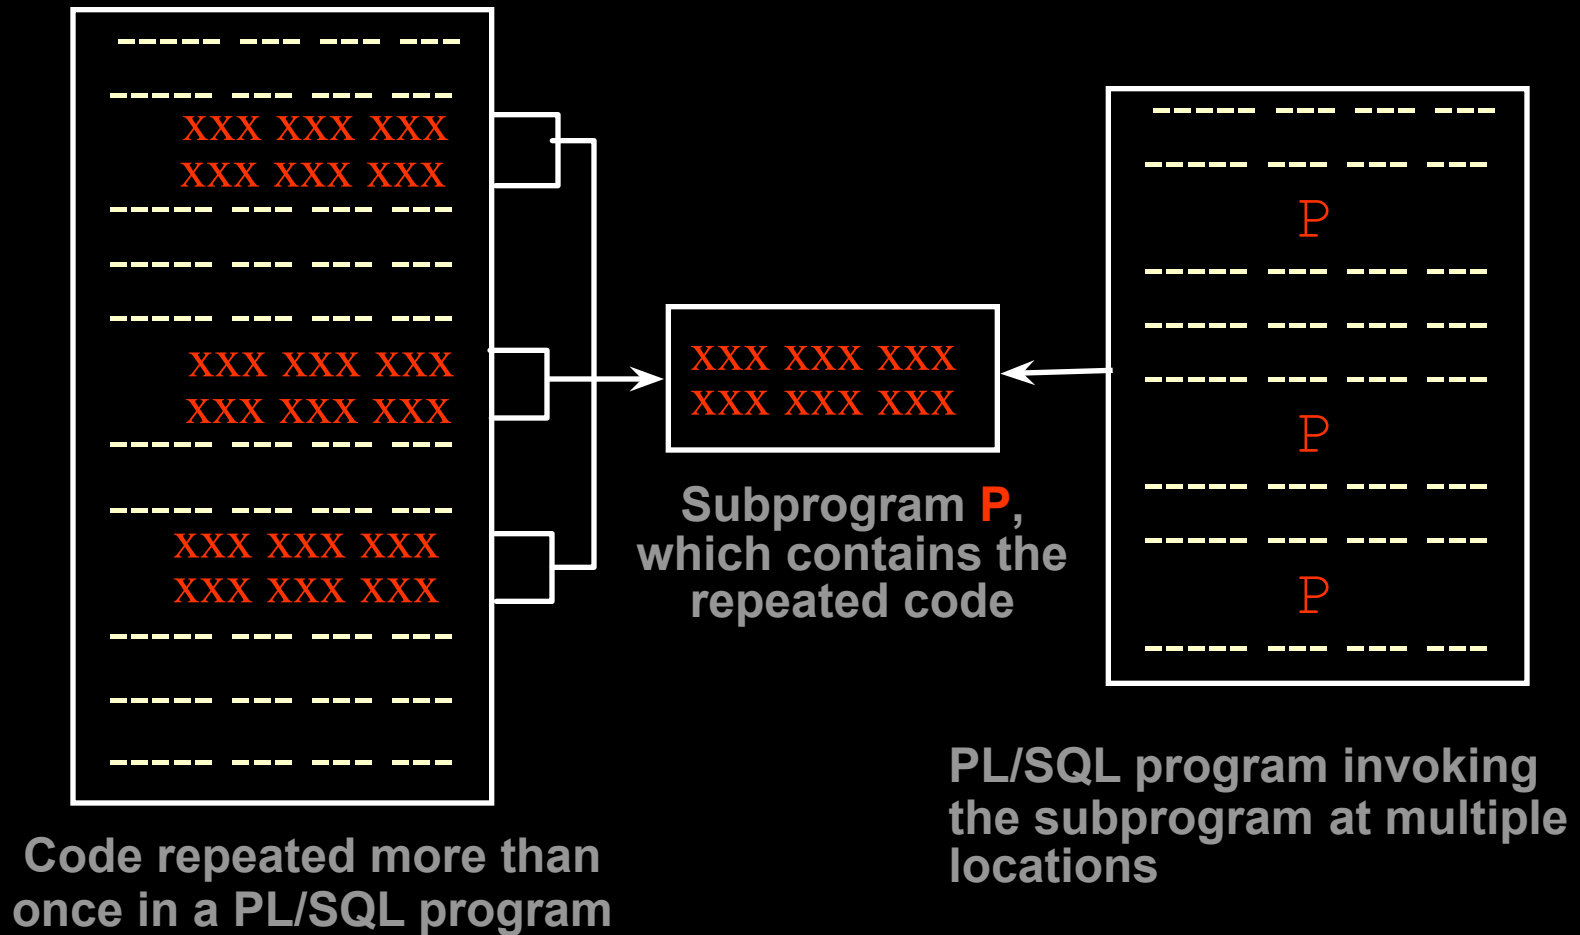 ----- --- --- ---
----- --- --- ---
XXX XXX XXX
XXX XXX XXX
----- --- --- ---
----- --- --- ---
----- --- --- ---
XXX XXX XXX
XXX XXX XXX
----- --- --- ---
----- --- --- ---
XXX XXX XXX
XXX XXX XXX
----- --- --- ---
----- --- --- ---
----- --- --- ---
Code repeated more than
once in a PL/SQL program
XXX XXX XXX
XXX XXX XXX
Subprogram P,
which contains the
repeated code
----- --- --- ---
----- --- --- ---
P
----- --- --- ---
----- --- --- ---
----- --- --- ---
P
----- --- --- ---
----- --- --- ---
P
----- --- --- ---
PL/SQL program invoking
the subprogram at multiple
locations